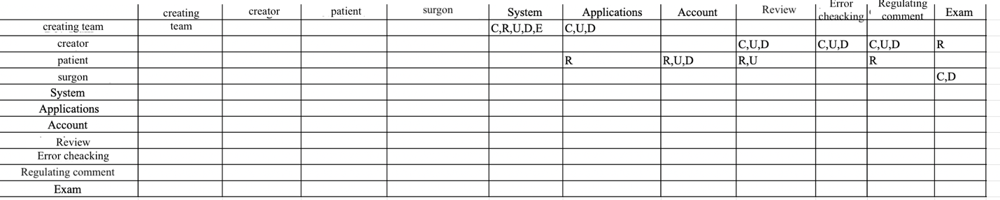 creating team creator patient surgon System Applications Account Review Error cheacking Regulating comment Exam
creating team C,R,U,D,E C,U,D
creator C,U,D C,U,D C,U,D R
patient R R,U,D R,U R
surgon C,D
System
Applications
Account
Review
Error cheacking
Regulating comment
Exam